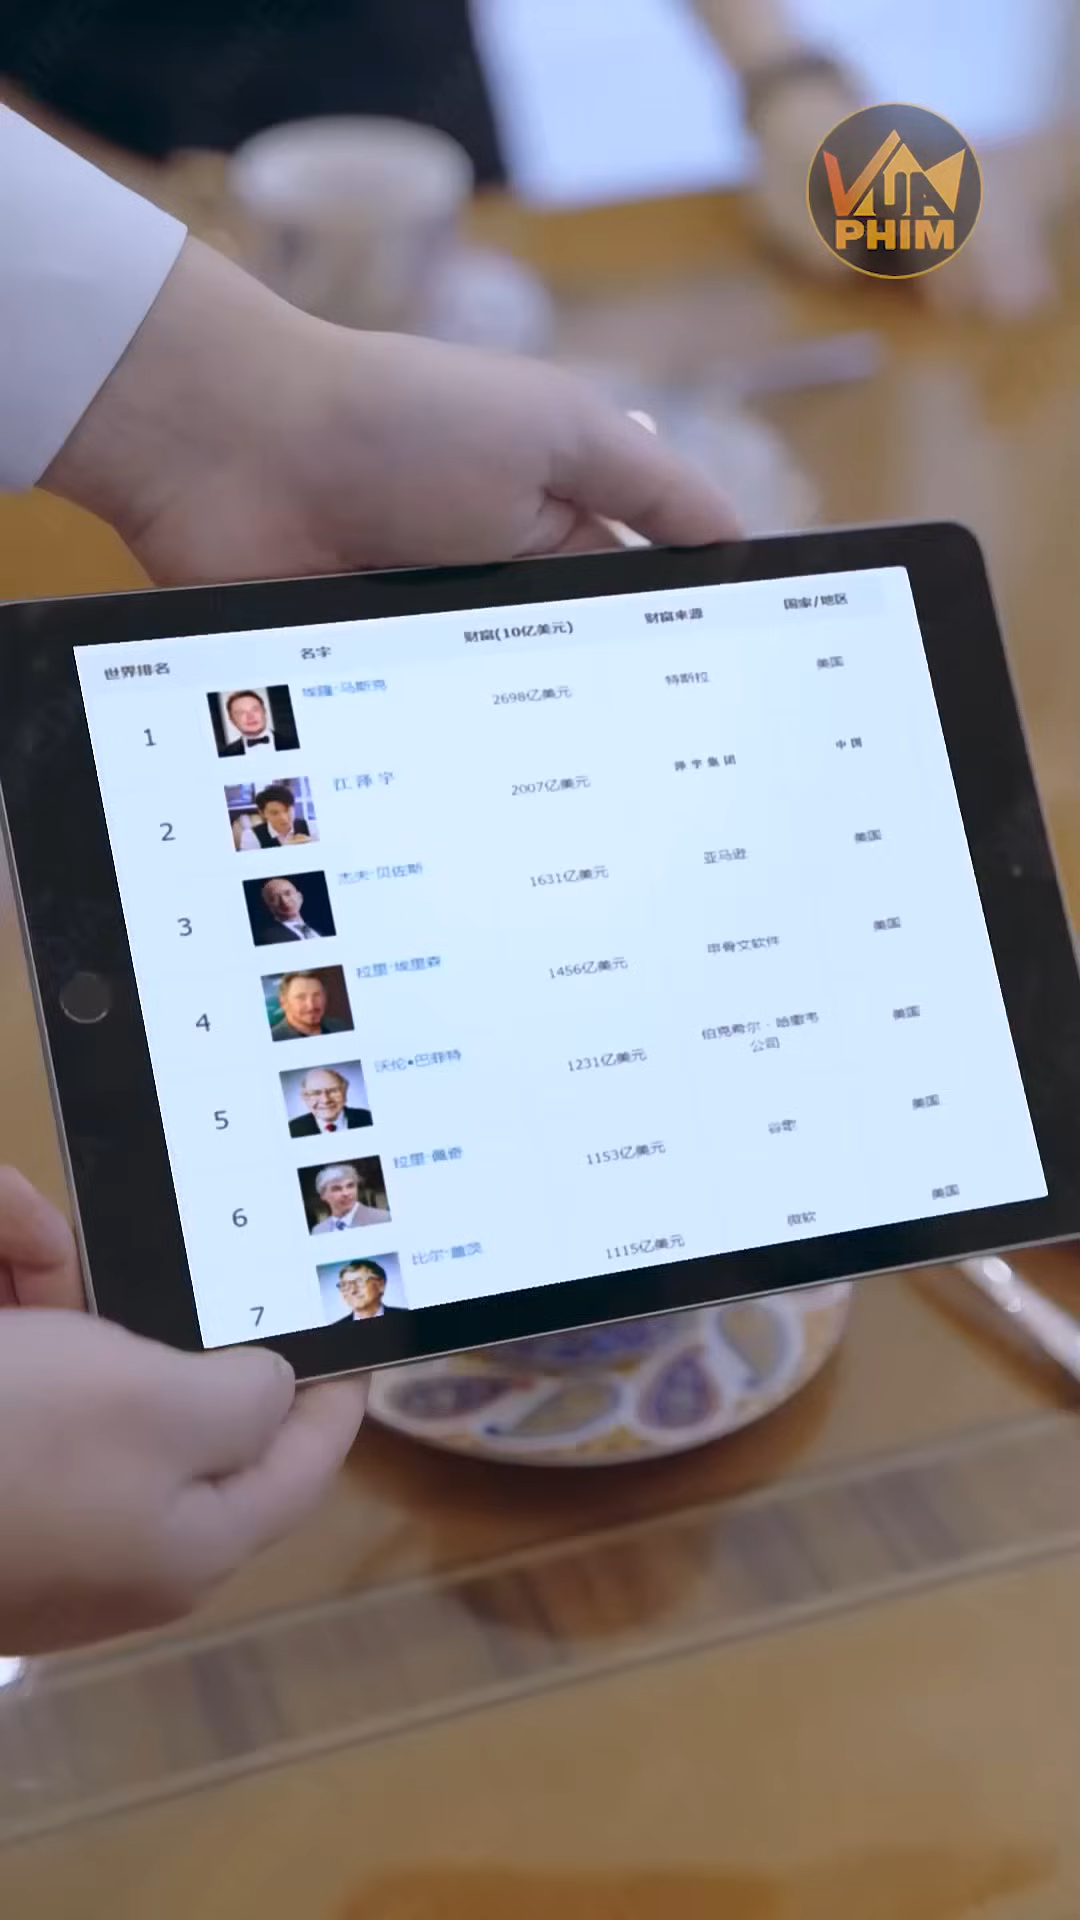 VUA
PHIM
世界排名 名字 财富(10亿美元) 财富来源 国家/地区
1 埃隆·马斯克 2698亿美元 特斯拉 美国
2 江泽宇 2007亿美元 泽宇集团 中国
3 杰夫·贝佐斯 1631亿美元 亚马逊 美国
4 拉里·埃里森 1456亿美元 甲骨文软件 美国
5 沃伦•巴菲特 1231亿美元 伯克希尔·哈撒韦 美国
公司
6 拉里·佩奇 1153亿美元 谷歌 美国
7 比尔·盖茨 1115亿美元 微软 美国